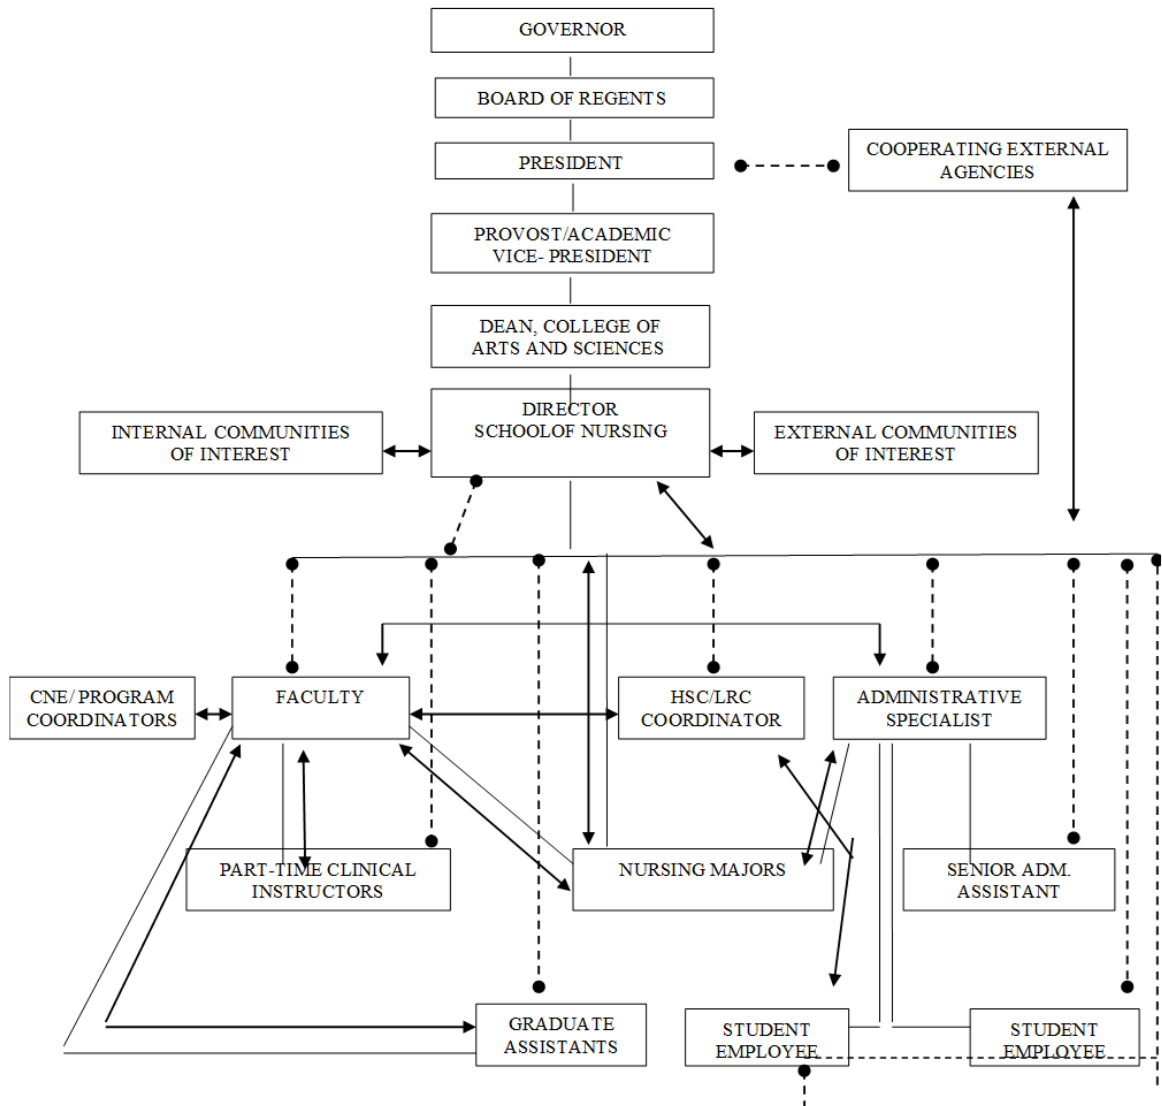 GOVERNOR
BOARD OF REGENTS
PRESIDENT
COOPERATING EXTERNAL
AGENCIES
PROVOST/ACADEMIC
VICE- PRESIDENT
DEAN, COLLEGE OF
ARTS AND SCIENCES
DIRECTOR
SCHOOLOF NURSING
INTERNAL COMMUNITIES
OF INTEREST
EXTERNAL COMMUNITIES
OF INTEREST
CNE/ PROGRAM
COORDINATORS
FACULTY
HSC/LRC
COORDINATOR
ADMINISTRATIVE
SPECIALIST
PART-TIME CLINICAL
INSTRUCTORS
NURSING MAJORS
SENIOR ADM.
ASSISTANT
GRADUATE
ASSISTANTS
STUDENT
EMPLOYEE
STUDENT
EMPLOYEE